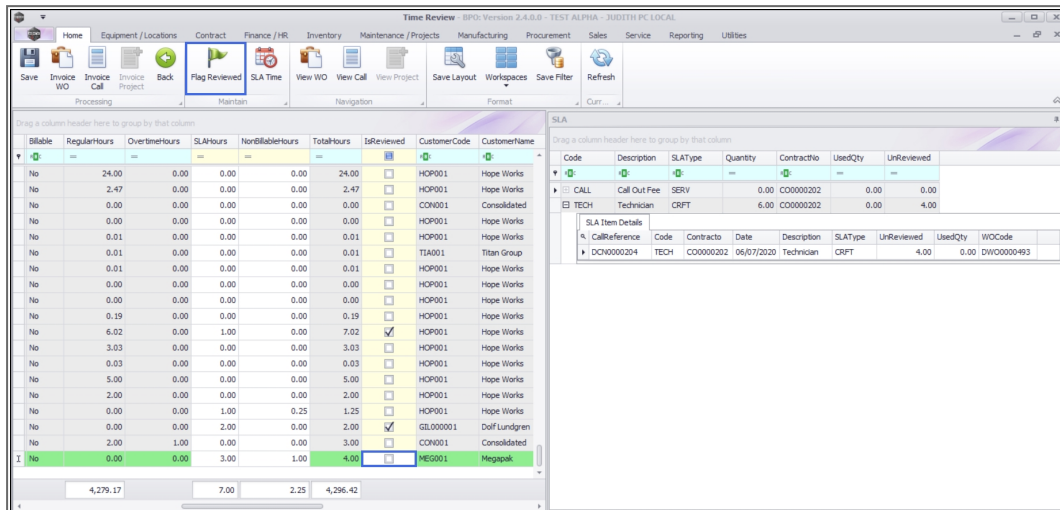 Time Review - BPO: Version 2.4.0.0 - TEST ALPHA - JUDITH PC LOCAL
Home Equipment / Locations Contract Finance / HR Inventory Maintenance / Projects Manufacturing Procurement Sales Service Reporting Utilities
Save Invoice WO Invoice Call Invoice Project Back Flag Reviewed SLA Time View WO View Call View Project Save Layout Workspaces Save Filter Refresh
Processing Maintain Navigation Format Curr...
Drag a column header here to group by that column
Billable RegularHours OvertimeHours SLAHours NonBillableHours TotalHours IsReviewed CustomerCode CustomerName
= = = = =
No 24.00 0.00 0.00 0.00 24.00 HOP001 Hope Works
No 2.47 0.00 0.00 0.00 2.47 HOP001 Hope Works
No 0.00 0.00 0.00 0.00 0.00 CON001 Consolidated
No 0.00 0.00 0.00 0.00 0.00 HOP001 Hope Works
No 0.01 0.00 0.00 0.00 0.01 HOP001 Hope Works
No 0.01 0.00 0.00 0.00 0.01 TIA001 Titan Group
No 0.01 0.00 0.00 0.00 0.01 HOP001 Hope Works
No 0.00 0.00 0.00 0.00 0.00 HOP001 Hope Works
No 0.19 0.00 0.00 0.00 0.19 HOP001 Hope Works
No 6.02 0.00 1.00 0.00 7.02 HOP001 Hope Works
No 3.03 0.00 0.00 0.00 3.03 HOP001 Hope Works
No 0.03 0.00 0.00 0.00 0.03 HOP001 Hope Works
No 5.00 0.00 0.00 0.00 5.00 HOP001 Hope Works
No 2.00 0.00 0.00 0.00 2.00 HOP001 Hope Works
No 0.00 0.00 1.00 0.25 1.25 HOP001 Hope Works
No 0.00 0.00 2.00 0.00 2.00 GIL000001 Dolf Lundgren
No 2.00 1.00 0.00 0.00 3.00 CON001 Consolidated
No 0.00 0.00 3.00 1.00 4.00 MEG001 Megapak
4,279.17 7.00 2.25 4,296.42
SLA
Drag a column header here to group by that column
Code Description SLAType Quantity ContractNo UsedQty UnReviewed
= = =
CALL Call Out Fee SERV 0.00 CO0000202 0.00 0.00
TECH Technician CRFT 6.00 CO0000202 0.00 4.00
SLA Item Details
CallReference Code Contracto Date Description SLAType UnReviewed UsedQty WOCode
DCN0000204 TECH CO0000202 06/07/2020 Technician CRFT 4.00 0.00 DWO0000493